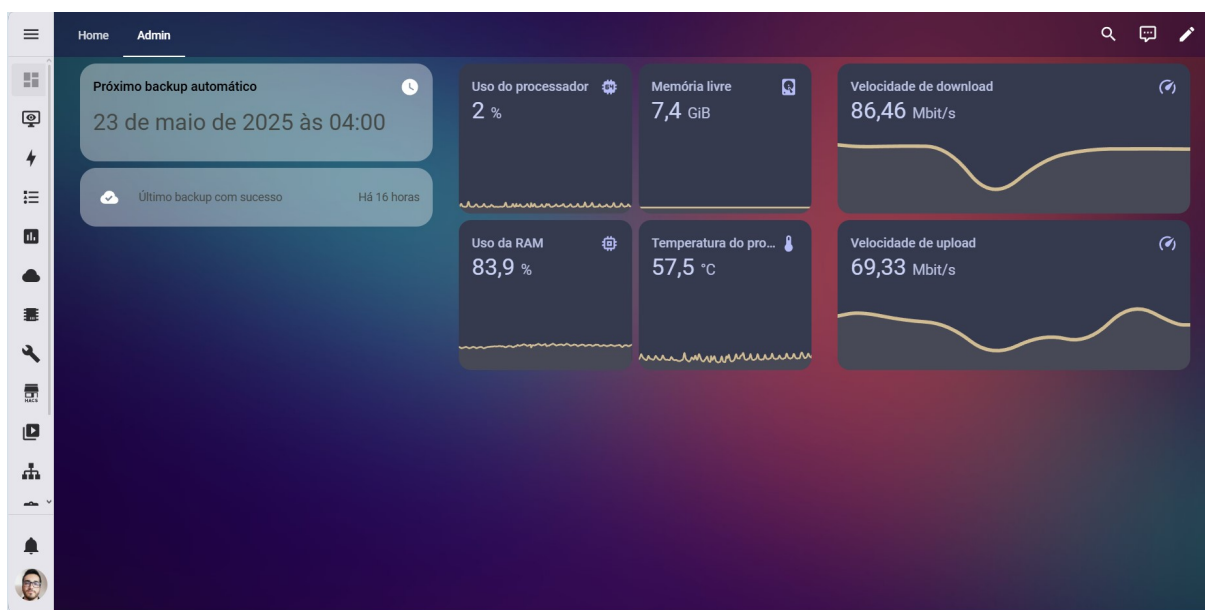 Home Admin
Próximo backup automático
23 de maio de 2025 às 04:00
Último backup com sucesso Há 16 horas
Uso do processador
2 %
Memória livre
7,4 GiB
Velocidade de download
86,46 Mbit/s
Uso da RAM
83,9 %
Temperatura do pro...
57,5 °C
Velocidade de upload
69,33 Mbit/s
HACS